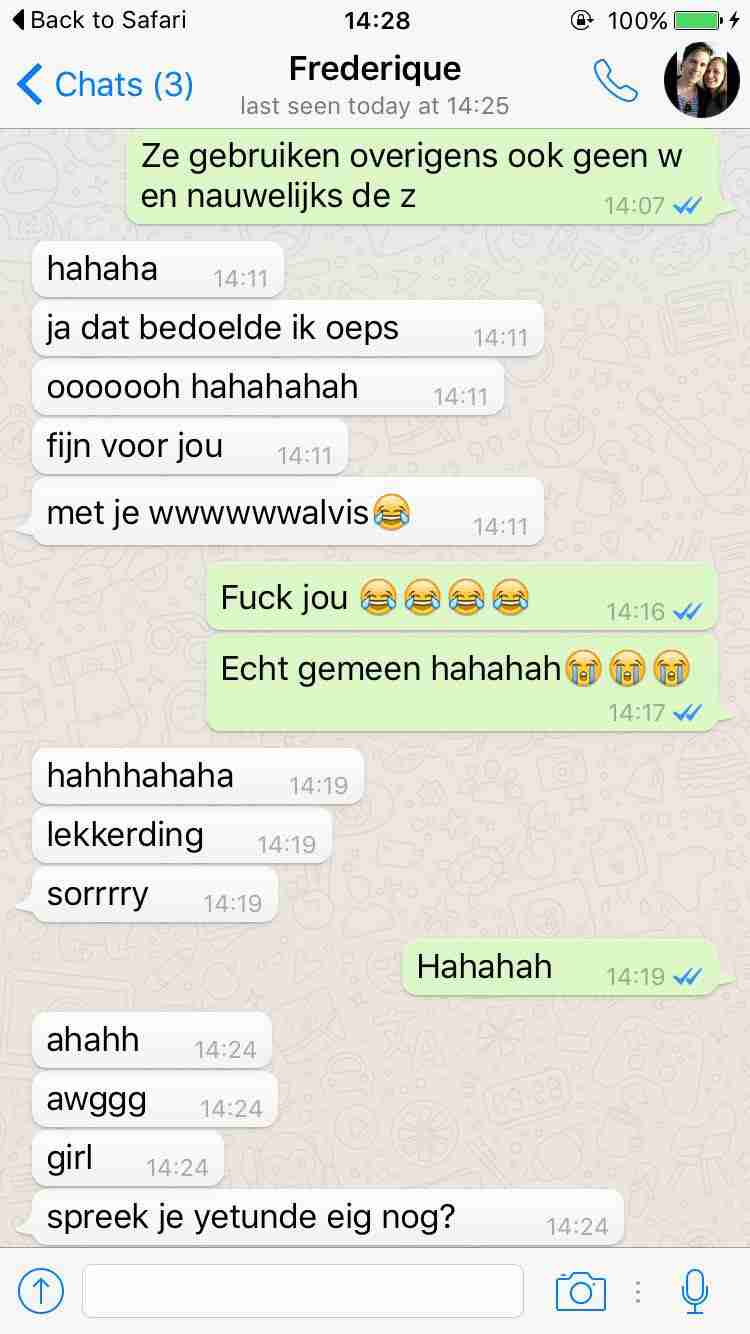 Back to Safari 14:28 100%
Chats (3) Frederique
last seen today at 14:25
Ze gebruiken overigens ook geen w
en nauwelijks de z 14:07
hahaha 14:11
ja dat bedoelde ik oeps 14:11
ooooooh hahahahah 14:11
fijn voor jou 14:11
met je wwwwwwalvis😂 14:11
Fuck jou 😂😂😂😂 14:16
Echt gemeen hahahah😭😭😭
14:17
hahhhahaha 14:19
lekkerding 14:19
sorrrry 14:19
Hahahah 14:19
ahahh 14:24
awggg 14:24
girl 14:24
spreek je yetunde eig nog? 14:24